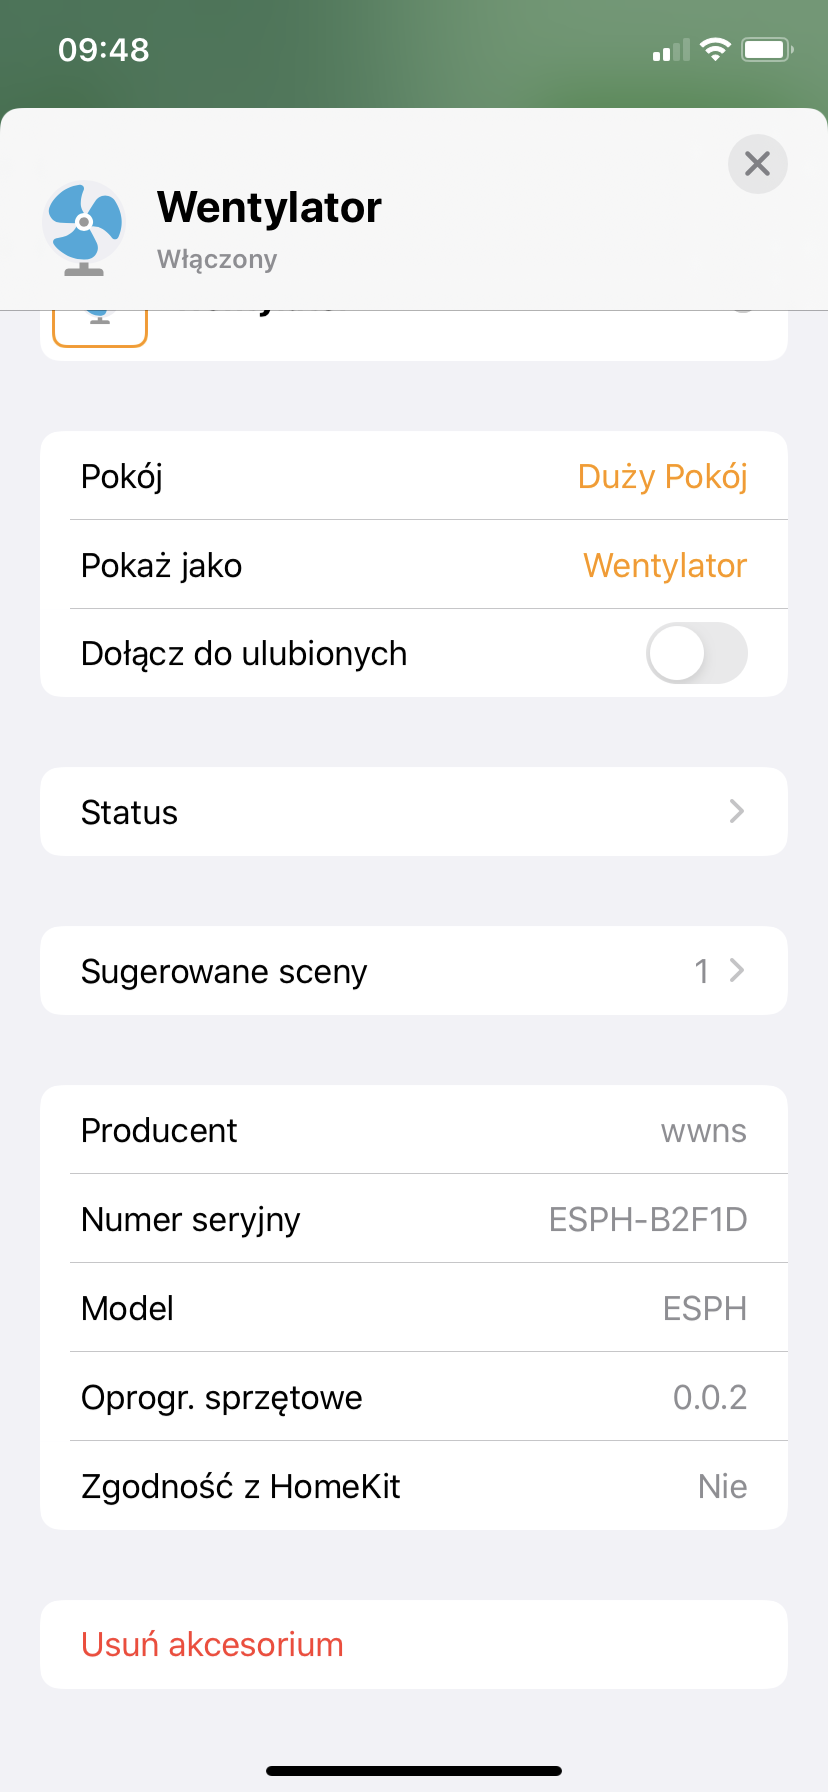 09:48
Wentylator
Włączony
Pokój Duży Pokój
Pokaż jako Wentylator
Dołącz do ulubionych
Status
Sugerowane sceny 1
Producent wwns
Numer seryjny ESPH-B2F1D
Model ESPH
Oprogr. sprzętowe 0.0.2
Zgodność z HomeKit Nie
Usuń akcesorium